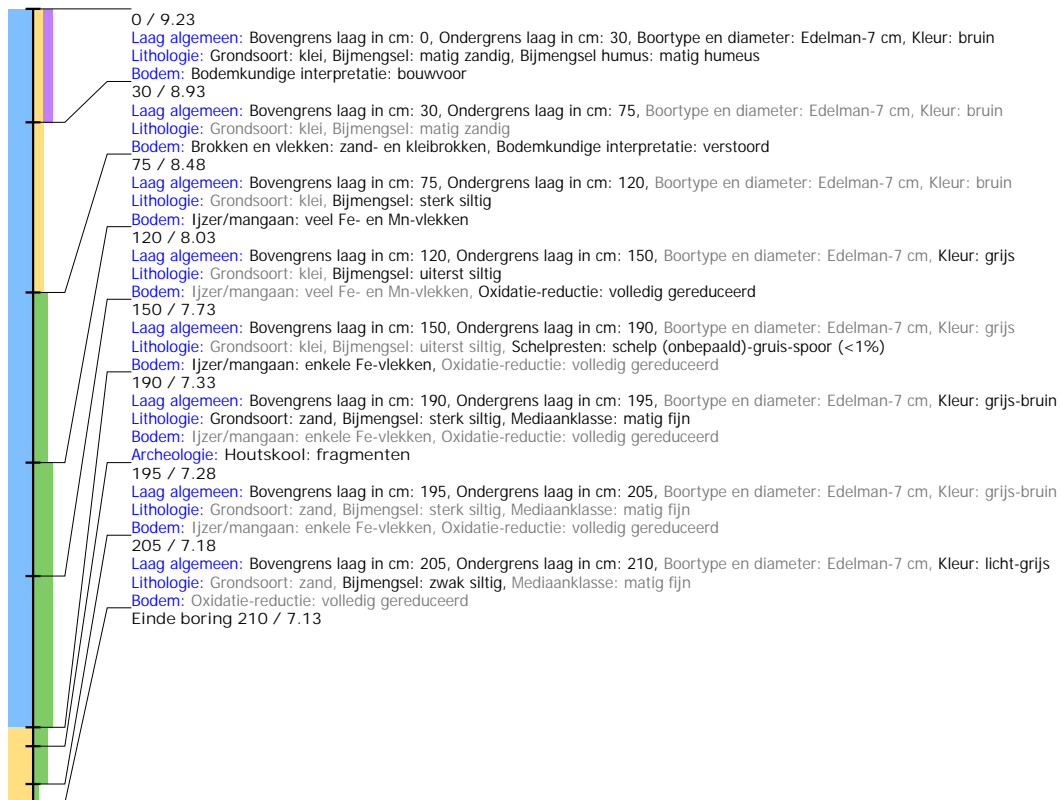 0 / 9.23
Laag algemeen: Bovengrens laag in cm: 0, Ondergrens laag in cm: 30, Boortype en diameter: Edelman-7 cm, Kleur: bruin
Lithologie: Grondsoort: klei, Bijmengsel: matig zandig, Bijmengsel humus: matig humeus
Bodem: Bodemkundige interpretatie: bouwvoor
30 / 8.93
Laag algemeen: Bovengrens laag in cm: 30, Ondergrens laag in cm: 75, Boortype en diameter: Edelman-7 cm, Kleur: bruin
Lithologie: Grondsoort: klei, Bijmengsel: matig zandig
Bodem: Brokken en vlekken: zand- en kleibrokken, Bodemkundige interpretatie: verstoord
75 / 8.48
Laag algemeen: Bovengrens laag in cm: 75, Ondergrens laag in cm: 120, Boortype en diameter: Edelman-7 cm, Kleur: bruin
Lithologie: Grondsoort: klei, Bijmengsel: sterk siltig
Bodem: Ijzer/mangaan: veel Fe- en Mn-vlekken
120 / 8.03
Laag algemeen: Bovengrens laag in cm: 120, Ondergrens laag in cm: 150, Boortype en diameter: Edelman-7 cm, Kleur: grijs
Lithologie: Grondsoort: klei, Bijmengsel: uiterst siltig
Bodem: Ijzer/mangaan: veel Fe- en Mn-vlekken, Oxidatie-reductie: volledig gereduceerd
150 / 7.73
Laag algemeen: Bovengrens laag in cm: 150, Ondergrens laag in cm: 190, Boortype en diameter: Edelman-7 cm, Kleur: grijs
Lithologie: Grondsoort: klei, Bijmengsel: uiterst siltig, Schelpresten: schelp (onbepaald)-gruis-spoor (<1%)
Bodem: Ijzer/mangaan: enkele Fe-vlekken, Oxidatie-reductie: volledig gereduceerd
190 / 7.33
Laag algemeen: Bovengrens laag in cm: 190, Ondergrens laag in cm: 195, Boortype en diameter: Edelman-7 cm, Kleur: grijs-bruin
Lithologie: Grondsoort: zand, Bijmengsel: sterk siltig, Mediaanklasse: matig fijn
Bodem: Ijzer/mangaan: enkele Fe-vlekken, Oxidatie-reductie: volledig gereduceerd
Archeologie: Houtskool: fragmenten
195 / 7.28
Laag algemeen: Bovengrens laag in cm: 195, Ondergrens laag in cm: 205, Boortype en diameter: Edelman-7 cm, Kleur: grijs-bruin
Lithologie: Grondsoort: zand, Bijmengsel: sterk siltig, Mediaanklasse: matig fijn
Bodem: Ijzer/mangaan: enkele Fe-vlekken, Oxidatie-reductie: volledig gereduceerd
205 / 7.18
Laag algemeen: Bovengrens laag in cm: 205, Ondergrens laag in cm: 210, Boortype en diameter: Edelman-7 cm, Kleur: licht-grijs
Lithologie: Grondsoort: zand, Bijmengsel: zwak siltig, Mediaanklasse: matig fijn
Bodem: Oxidatie-reductie: volledig gereduceerd
Einde boring 210 / 7.13